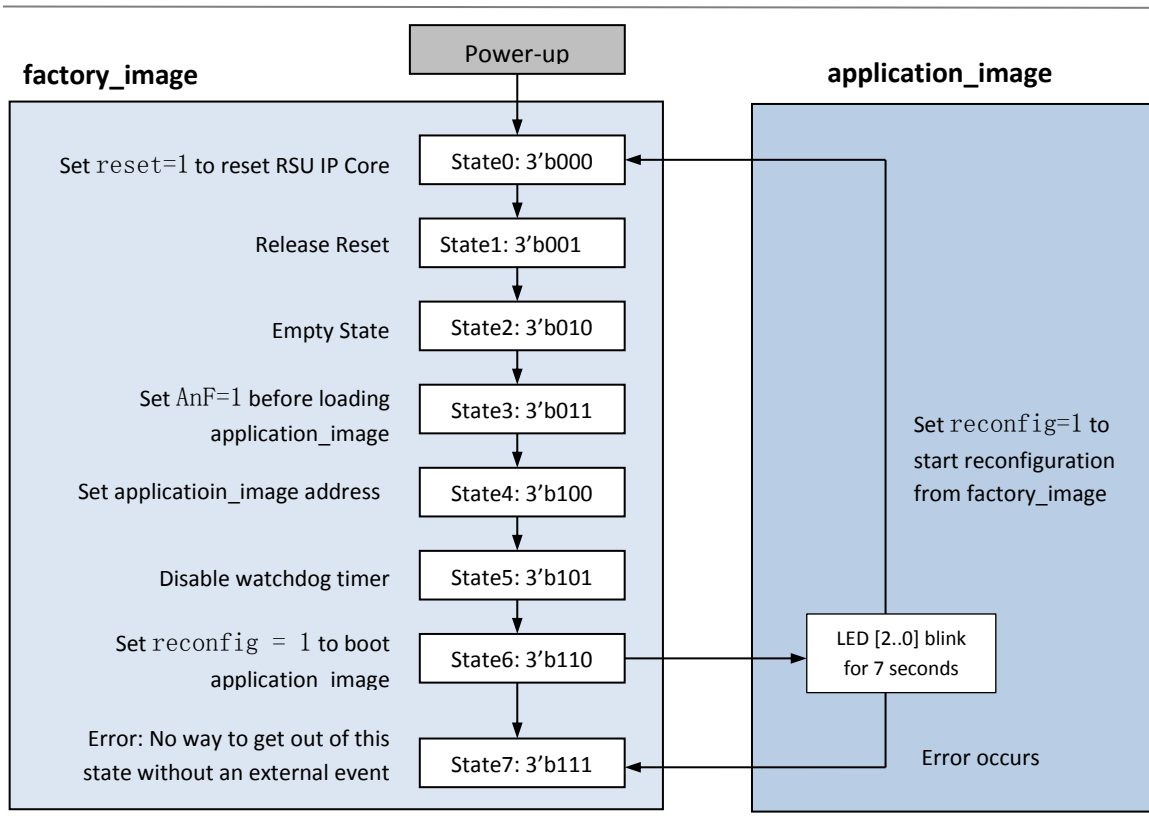 Power-up
factory_image
application_image
Set reset=1 to reset RSU IP Core
State0: 3’b000
Release Reset
State1: 3’b001
Empty State
State2: 3’b010
Set AnF=1 before loading
application_image
State3: 3’b011
Set applicatioin_image address
State4: 3’b100
Disable watchdog timer
State5: 3’b101
Set reconfig = 1 to boot
application image
State6: 3’b110
Error: No way to get out of this
state without an external event
State7: 3’b111
Set reconfig=1 to
start reconfiguration
from factory_image
LED [2..0] blink
for 7 seconds
Error occurs